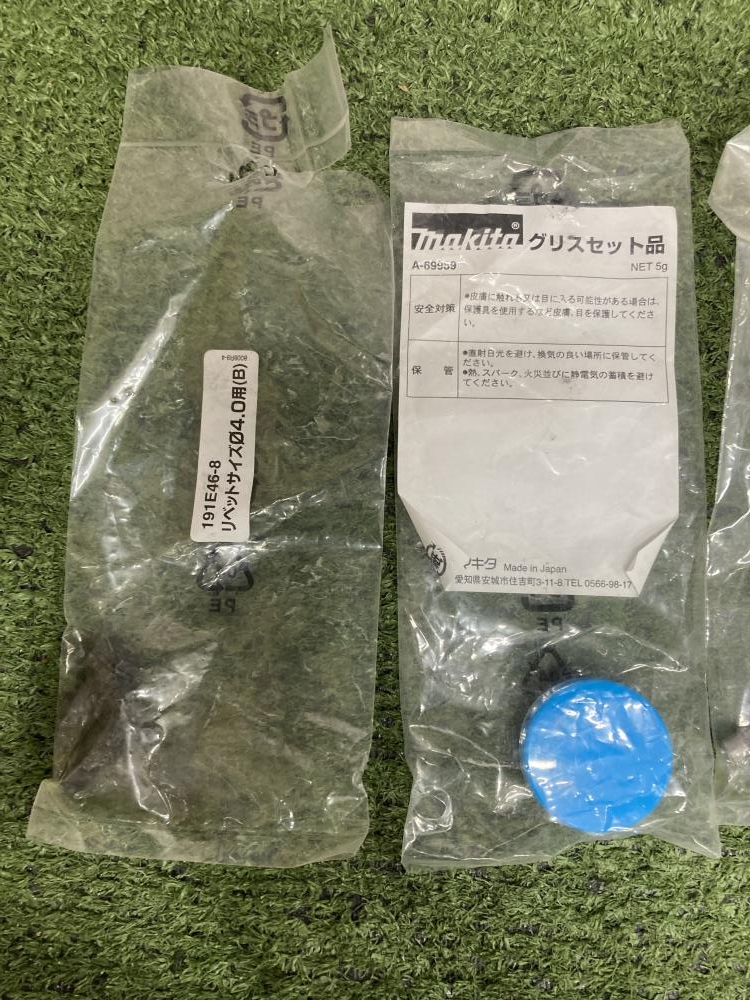 PE
PE
191E46-8
リベットサイズØ4.0用(B)
PE
makita® グリスセット品
A-69959
NET 5g
安全対策
●皮膚に触れる又は目に入る可能性がある場合は、
保護具を使用するなど皮膚、目を保護してくださ
い。
保 管
●直射日光を避け、換気の良い場所に保管してく
ださい。
●熱、スパーク、火災並びに静電気の蓄積を避け
てください。
マキタ Made in Japan
愛知県安城市住吉町3-11-8 TEL 0566-98-17
PE